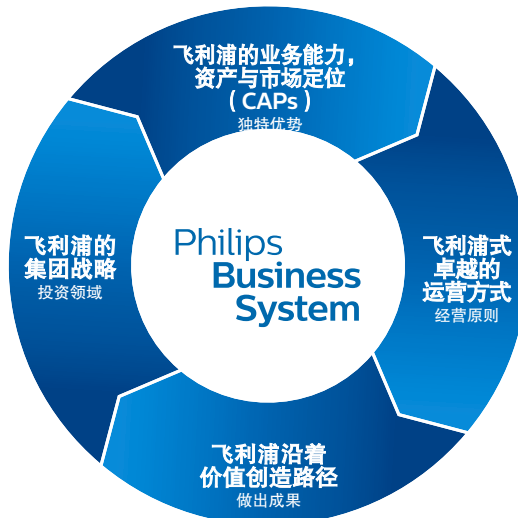 飞利浦的业务能力，
资产与市场定位
（CAPs）
独特优势
飞利浦的
集团战略
投资领域
Philips
Business
System
飞利浦式
卓越的
运营方式
经营原则
飞利浦沿着
价值创造路径
做出成果